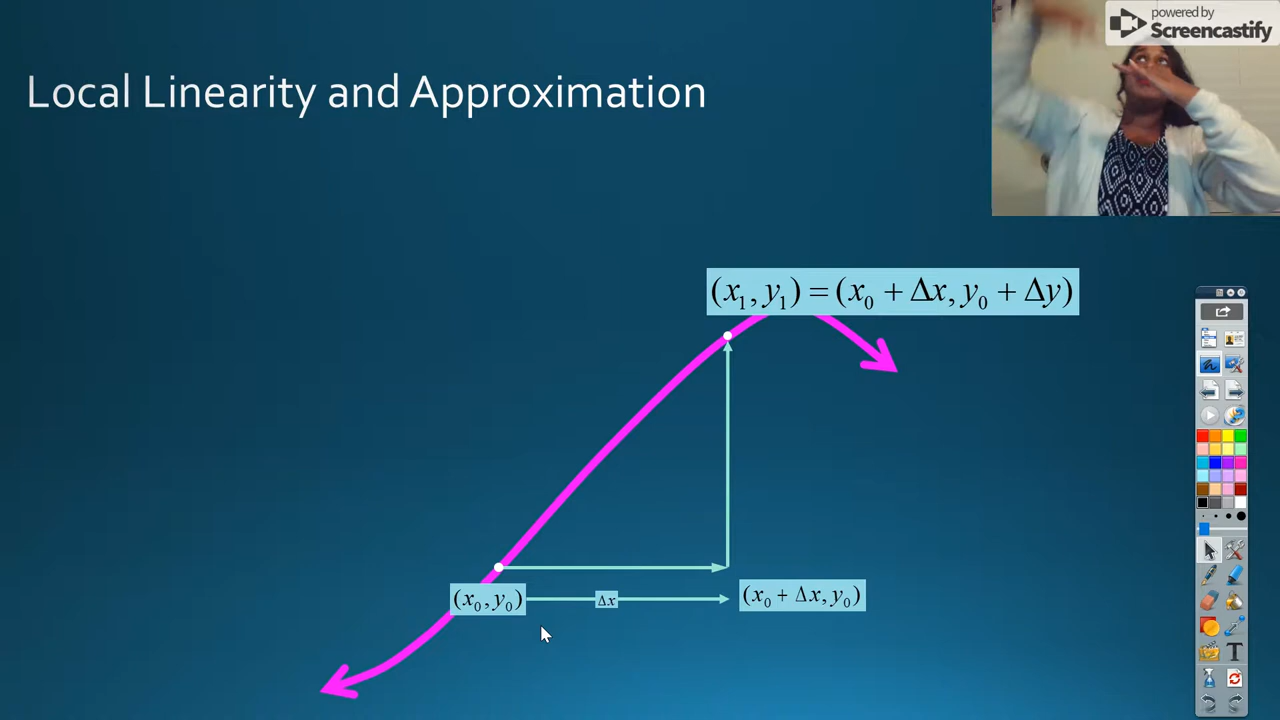 powered by
Screencastify
Local Linearity and Approximation
(x₁, y₁) = (x₀ + Δx, y₀ + Δy)
(x₀, y₀)
Δx
(x₀ + Δx, y₀)
T